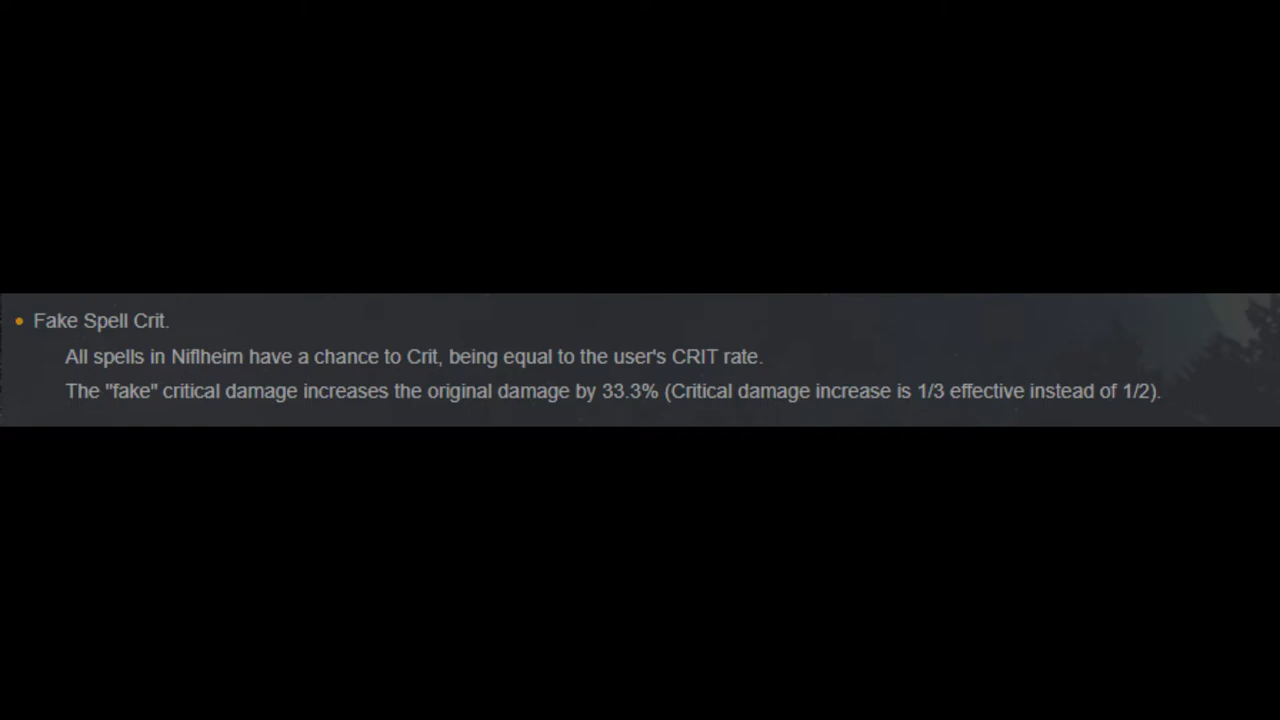 Fake Spell Crit.
All spells in Niflheim have a chance to Crit, being equal to the user's CRIT rate.
The "fake" critical damage increases the original damage by 33.3% (Critical damage increase is 1/3 effective instead of 1/2).